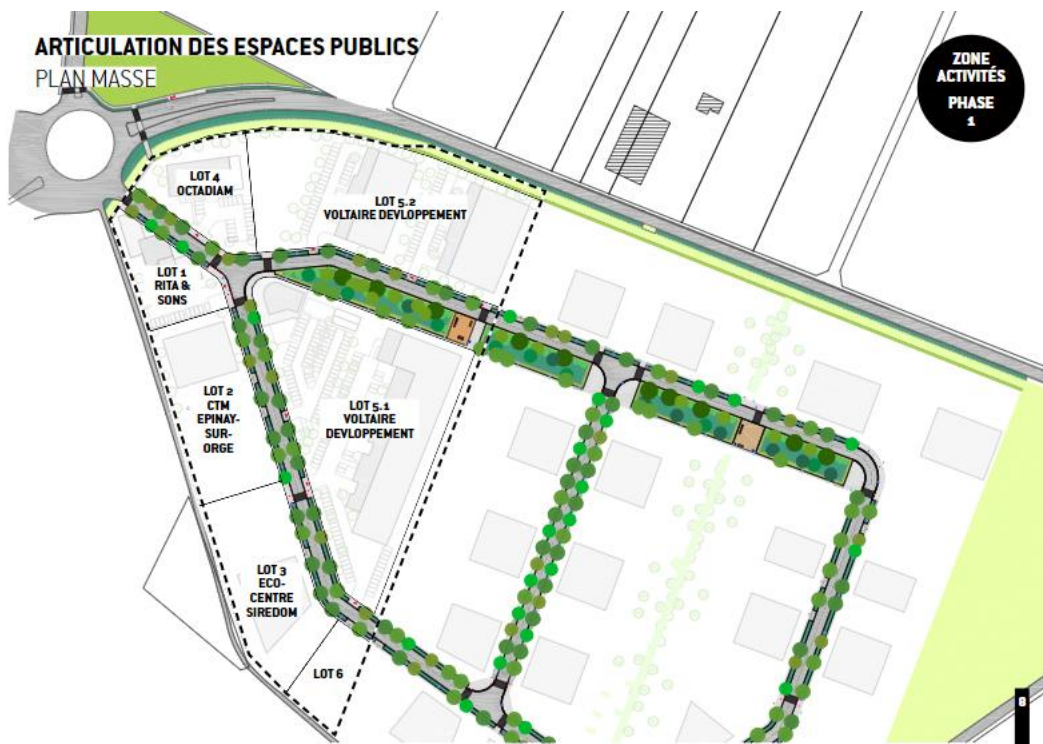 ARTICULATION DES ESPACES PUBLICS
PLAN MASSE
ZONE
ACTIVITÉS
PHASE
1
LOT 4
OCTADIAM
LOT 5.2
VOLTAIRE DEVLOPPEMENT
LOT 1
RITA &
SONS
LOT 2
CTM
EPINAY-
SUR-
ORGE
LOT 5.1
VOLTAIRE
DEVLOPPEMENT
LOT 3
ECO-
CENTRE
SIREDOM
LOT 6
8